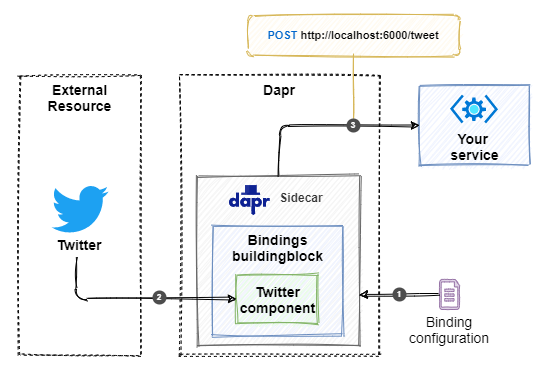 POST http://localhost:6000/tweet
External
Resource
Dapr
3
Your
service
dapr
Sidecar
Twitter
Bindings
buildingblock
Twitter
component
2
1
Binding
configuration